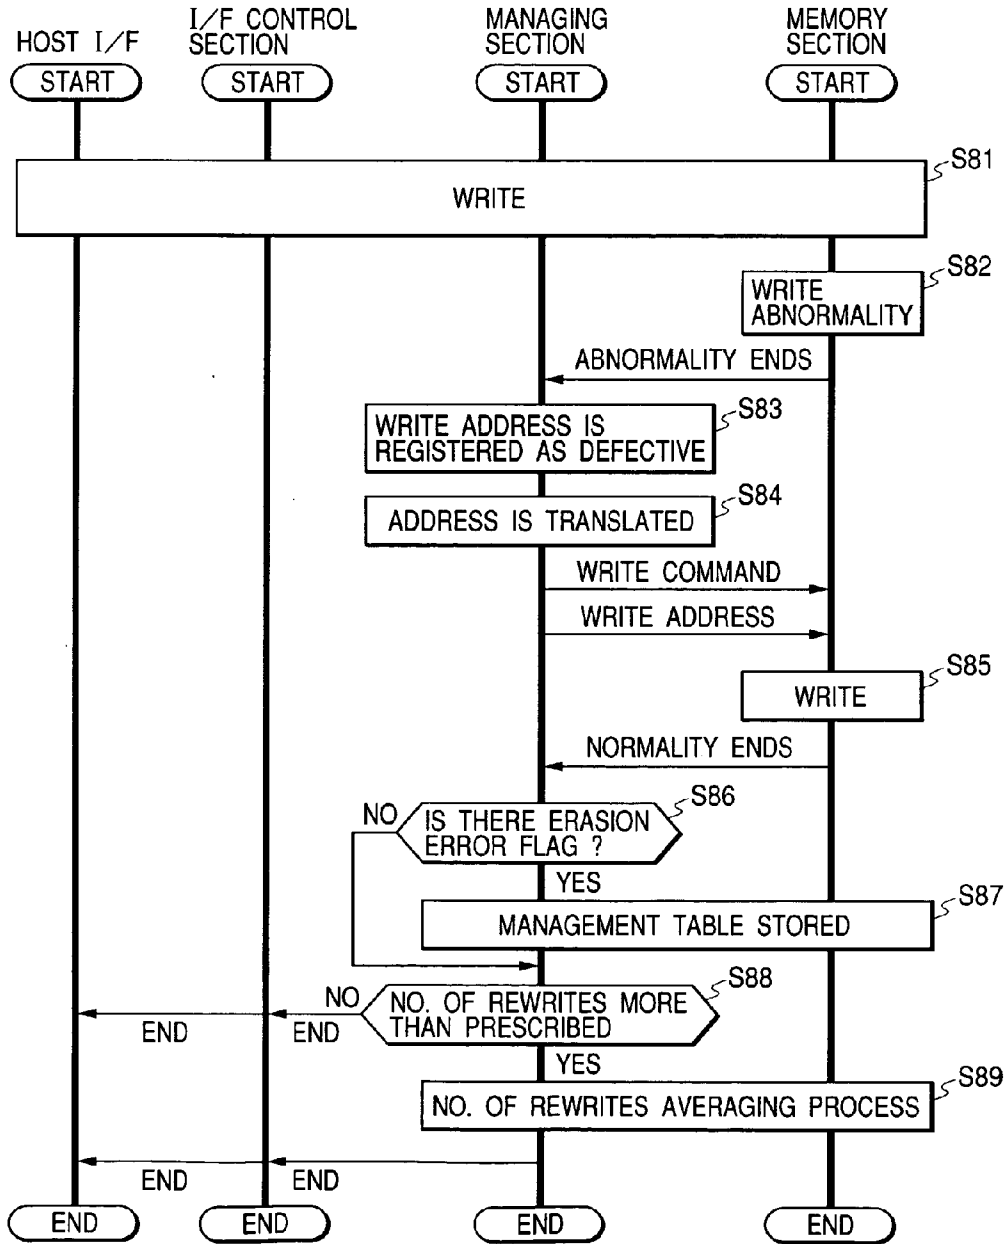 HOST I/F
I/F CONTROL
SECTION
MANAGING
SECTION
MEMORY
SECTION
START
START
START
START
WRITE
S81
WRITE
ABNORMALITY
S82
ABNORMALITY ENDS
WRITE ADDRESS IS
REGISTERED AS DEFECTIVE
S83
ADDRESS IS TRANSLATED
S84
WRITE COMMAND
WRITE ADDRESS
WRITE
S85
NORMALITY ENDS
NO
IS THERE ERASION
ERROR FLAG ?
S86
YES
MANAGEMENT TABLE STORED
S87
NO
NO. OF REWRITES MORE
THAN PRESCRIBED
S88
END
END
YES
NO. OF REWRITES AVERAGING PROCESS
S89
END
END
END
END
END
END